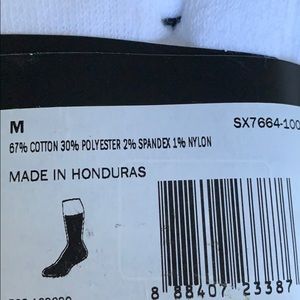 M SX7664-100
67% COTTON 30% POLYESTER 2% SPANDEX 1% NYLON
MADE IN HONDURAS
8 88407 23387